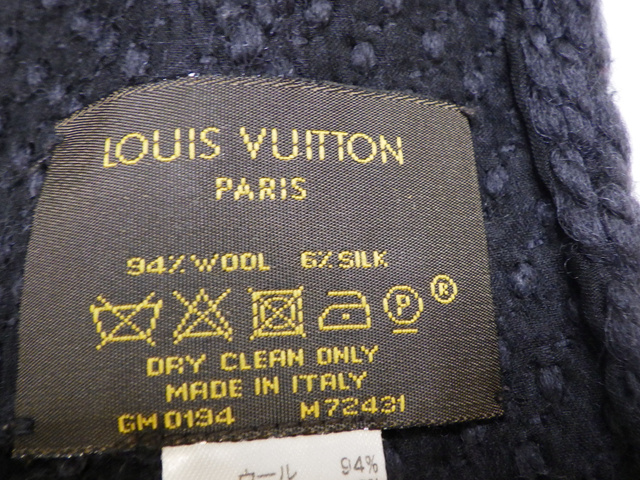 LOUIS VUITTON
PARIS
94% WOOL 6% SILK
P ®
DRY CLEAN ONLY
MADE IN ITALY
GM 0194 M72431
ウール 94%